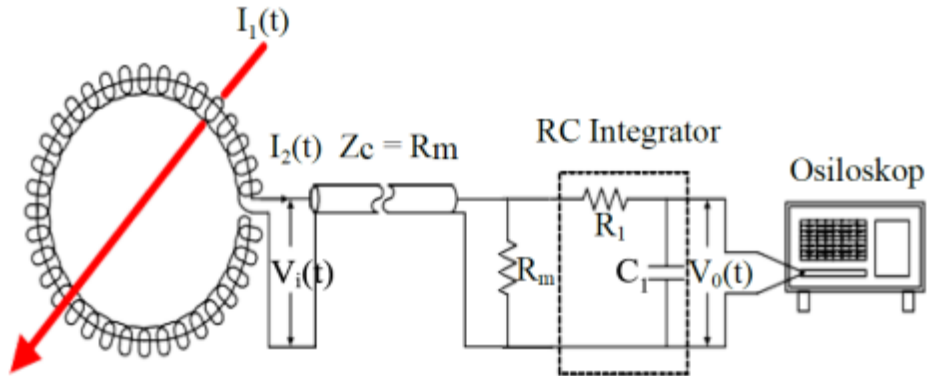 I₁(t)
I₂(t) Zc = Rm
RC Integrator
Osiloskop
R₁
Vᵢ(t)
Rₘ
C₁
V₀(t)